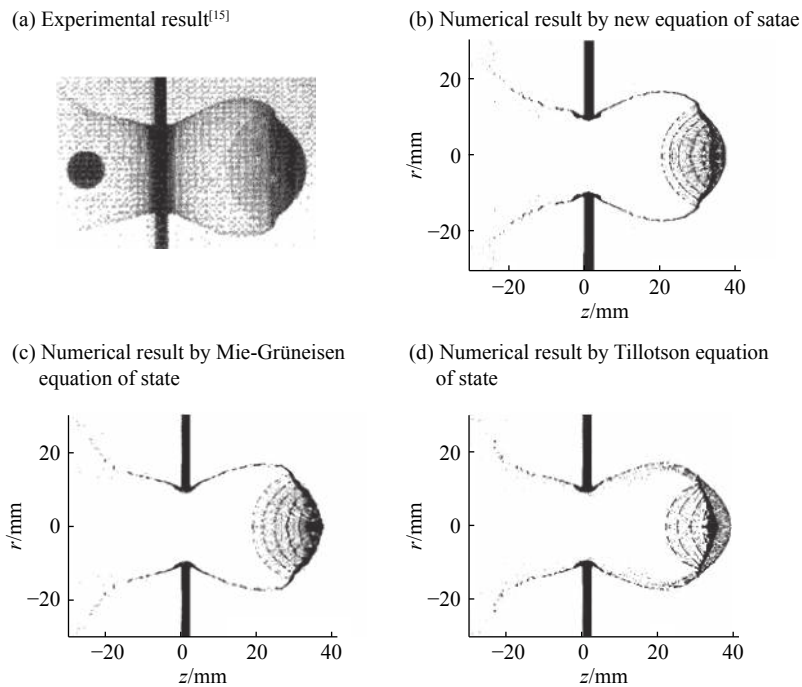 (a) Experimental result[15]
(b) Numerical result by new equation of satae
20
0
−20
r/mm
−20
0
20
40
z/mm
(c) Numerical result by Mie-Grüneisen
equation of state
20
0
−20
r/mm
−20
0
20
40
z/mm
(d) Numerical result by Tillotson equation
of state
20
0
−20
r/mm
−20
0
20
40
z/mm